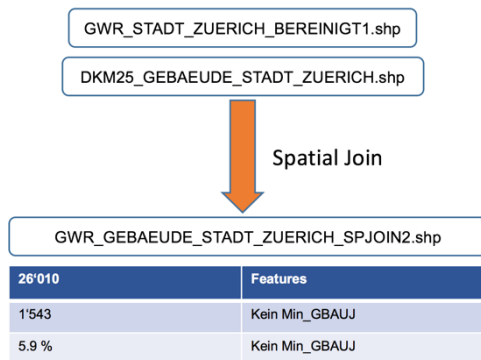 GWR_STADT_ZUERICH_BEREINIGT1.shp
DKM25_GEBAEUDE_STADT_ZUERICH.shp
Spatial Join
GWR_GEBAEUDE_STADT_ZUERICH_SPJOIN2.shp
26'010 Features
1'543 Kein Min_GBAUJ
5.9 % Kein Min_GBAUJ